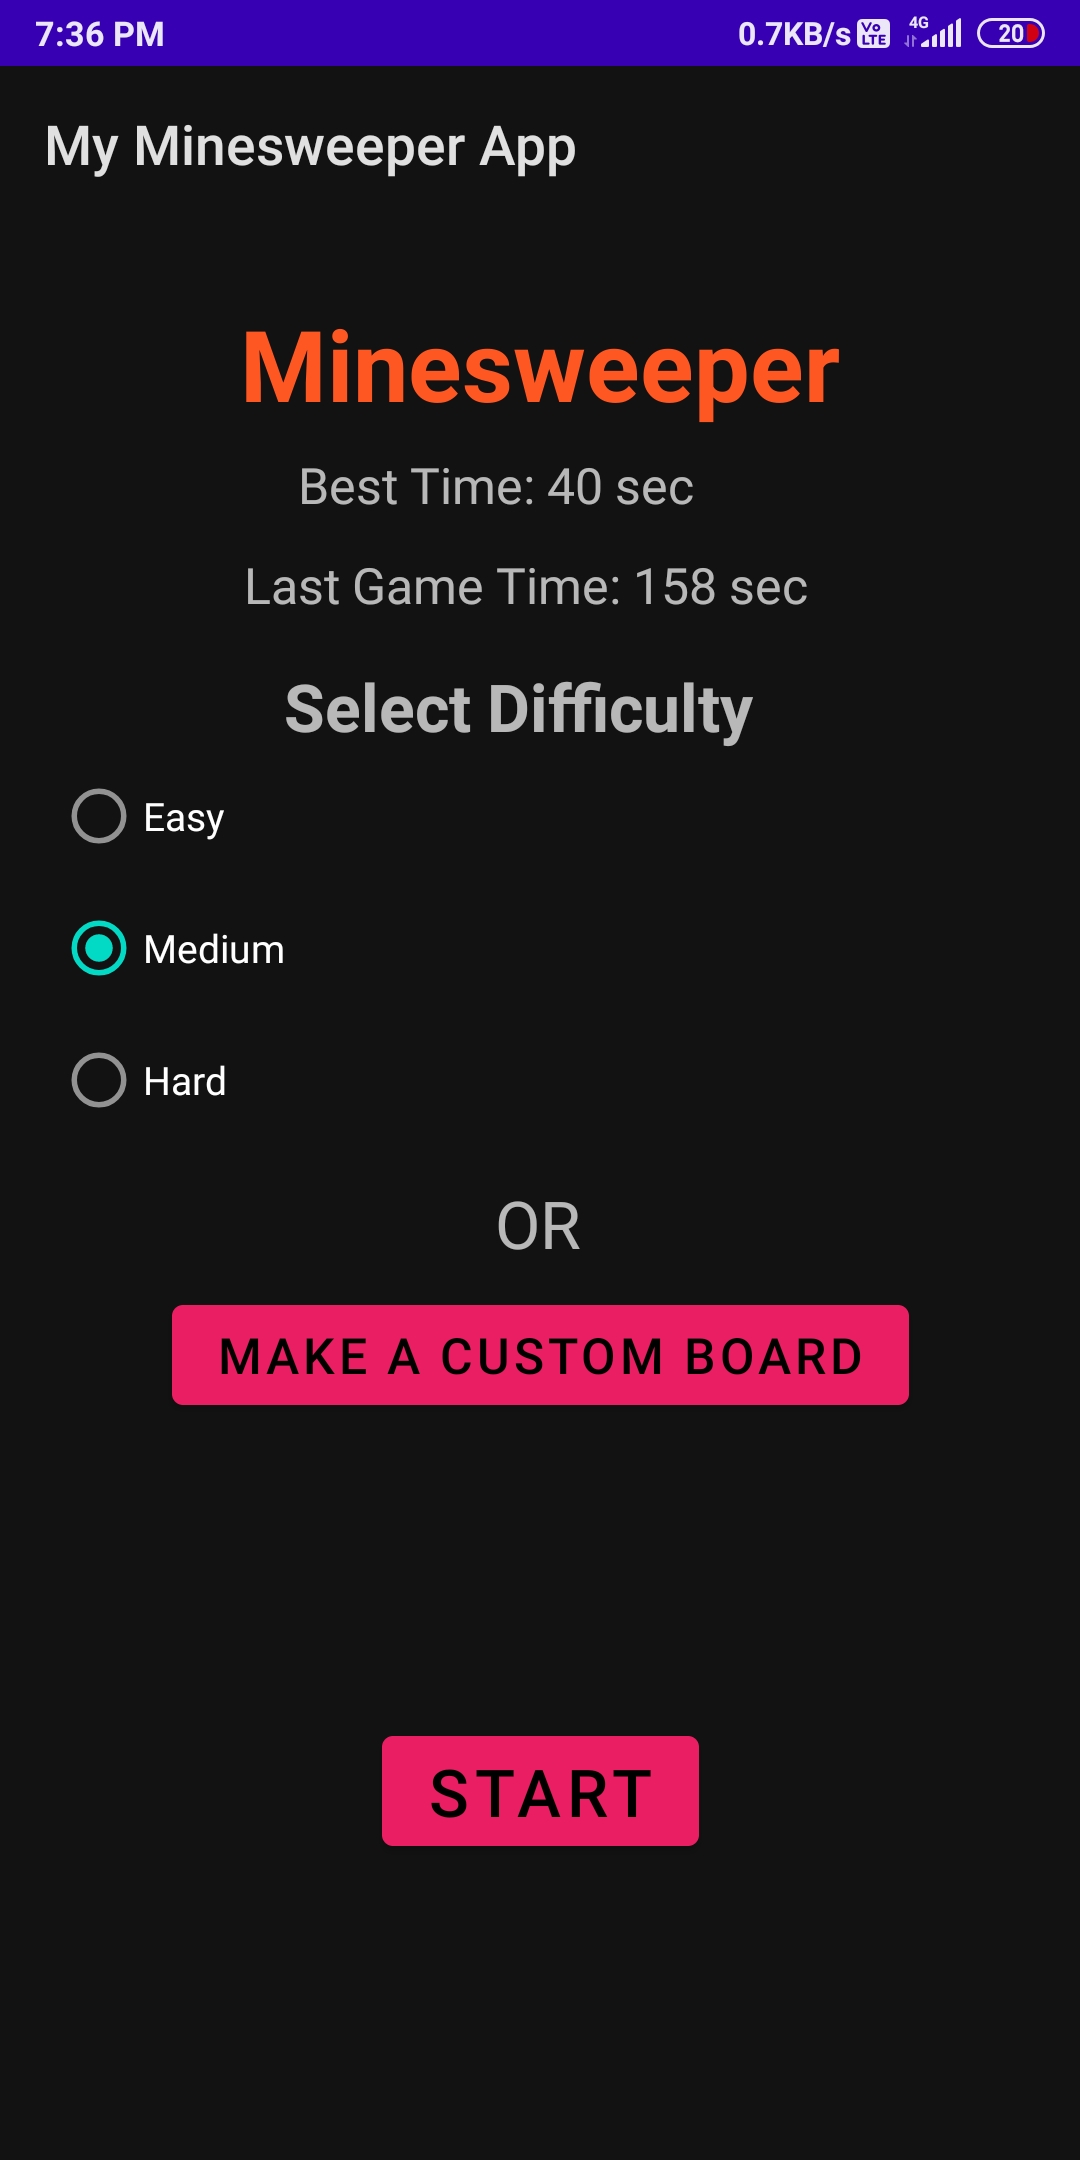 7:36 PM 0.7KB/s Vo LTE 4G 20
My Minesweeper App
Minesweeper
Best Time: 40 sec
Last Game Time: 158 sec
Select Difficulty
Easy
Medium
Hard
OR
MAKE A CUSTOM BOARD
START